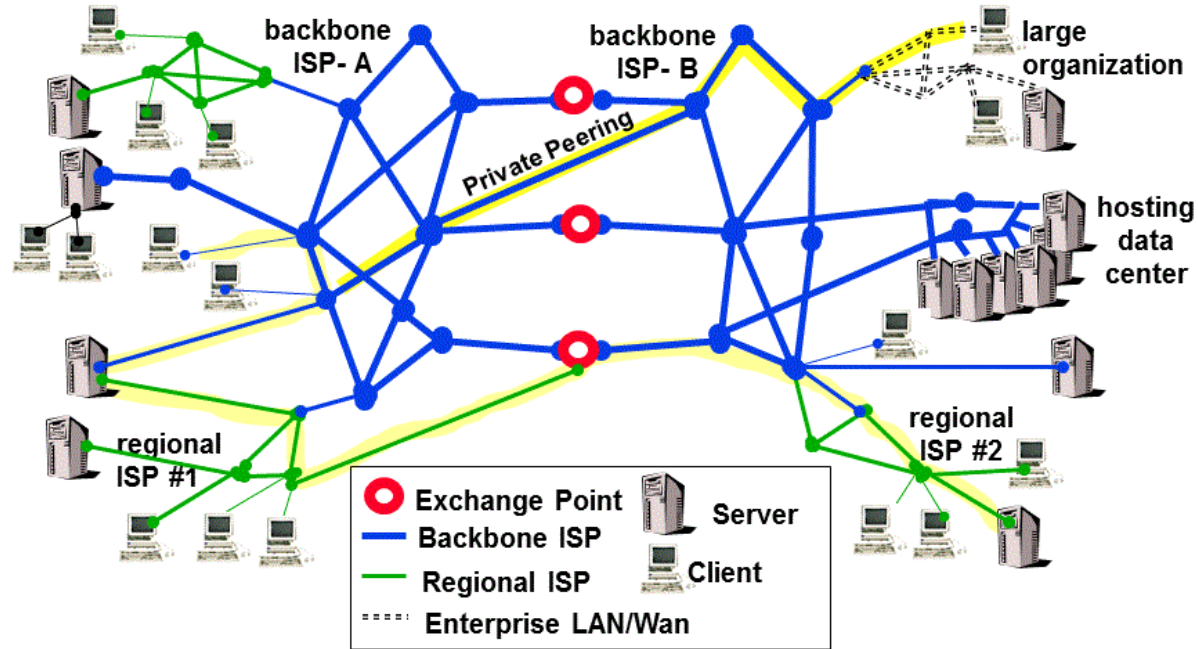 backbone
ISP- A
backbone
ISP- B
large
organization
Private Peering
hosting
data
center
regional
ISP #1
regional
ISP #2
Exchange Point
Backbone ISP
Regional ISP
Enterprise LAN/Wan
Server
Client